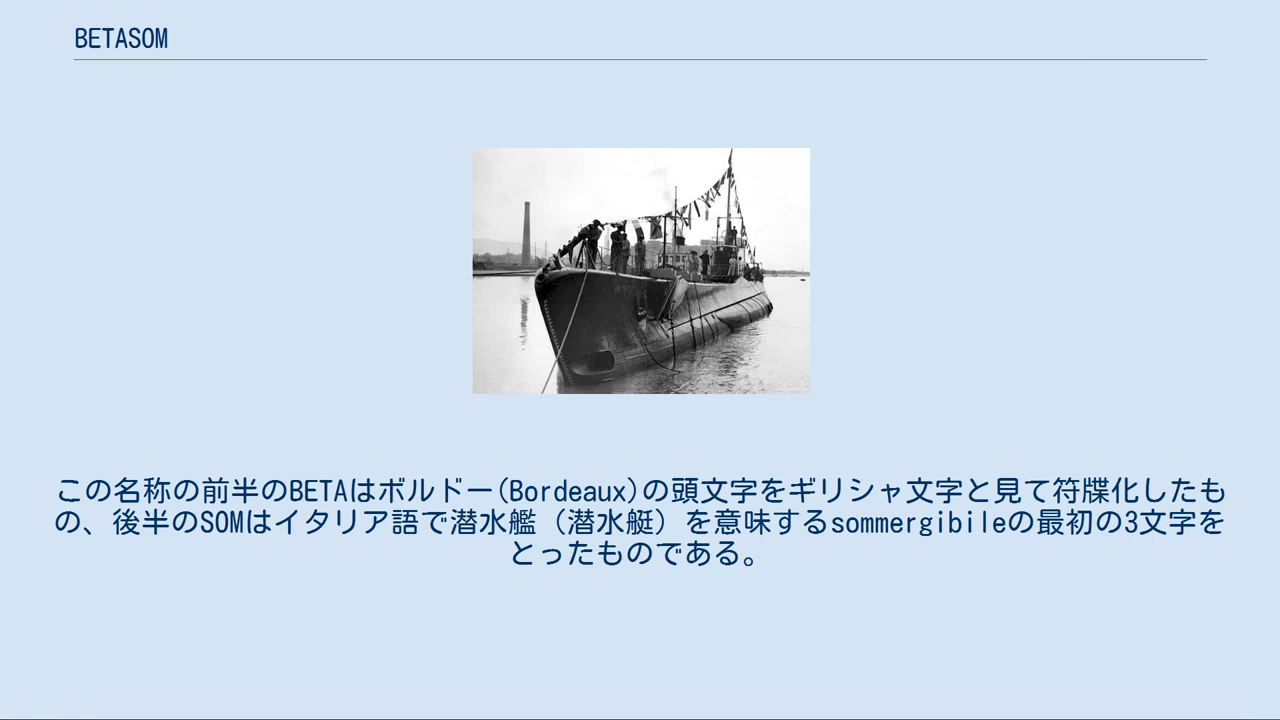 BETASOM
この名称の前半のBETAはボルドー(Bordeaux)の頭文字をギリシャ文字と見て符牒化したも
の、後半のSOMはイタリア語で潜水艦（潜水艇）を意味するsommergibileの最初の3文字を
とったものである。